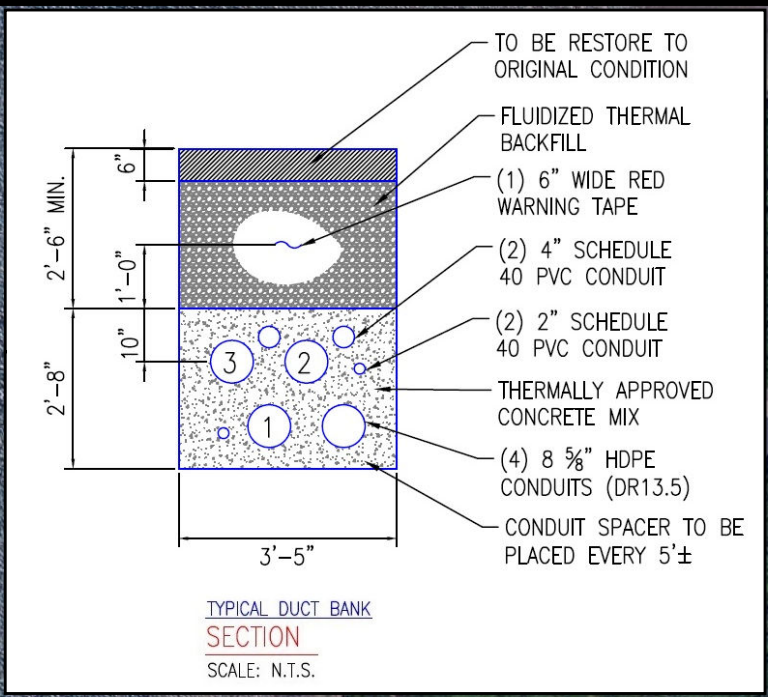 TO BE RESTORE TO
ORIGINAL CONDITION
FLUIDIZED THERMAL
BACKFILL
(1) 6" WIDE RED
WARNING TAPE
(2) 4" SCHEDULE
40 PVC CONDUIT
(2) 2" SCHEDULE
40 PVC CONDUIT
THERMALLY APPROVED
CONCRETE MIX
(4) 8 ⅝" HDPE
CONDUITS (DR13.5)
CONDUIT SPACER TO BE
PLACED EVERY 5'±
6"
2'-6" MIN.
1'-0"
10"
2'-8"
3 2
1
3'-5"
TYPICAL DUCT BANK
SECTION
SCALE: N.T.S.